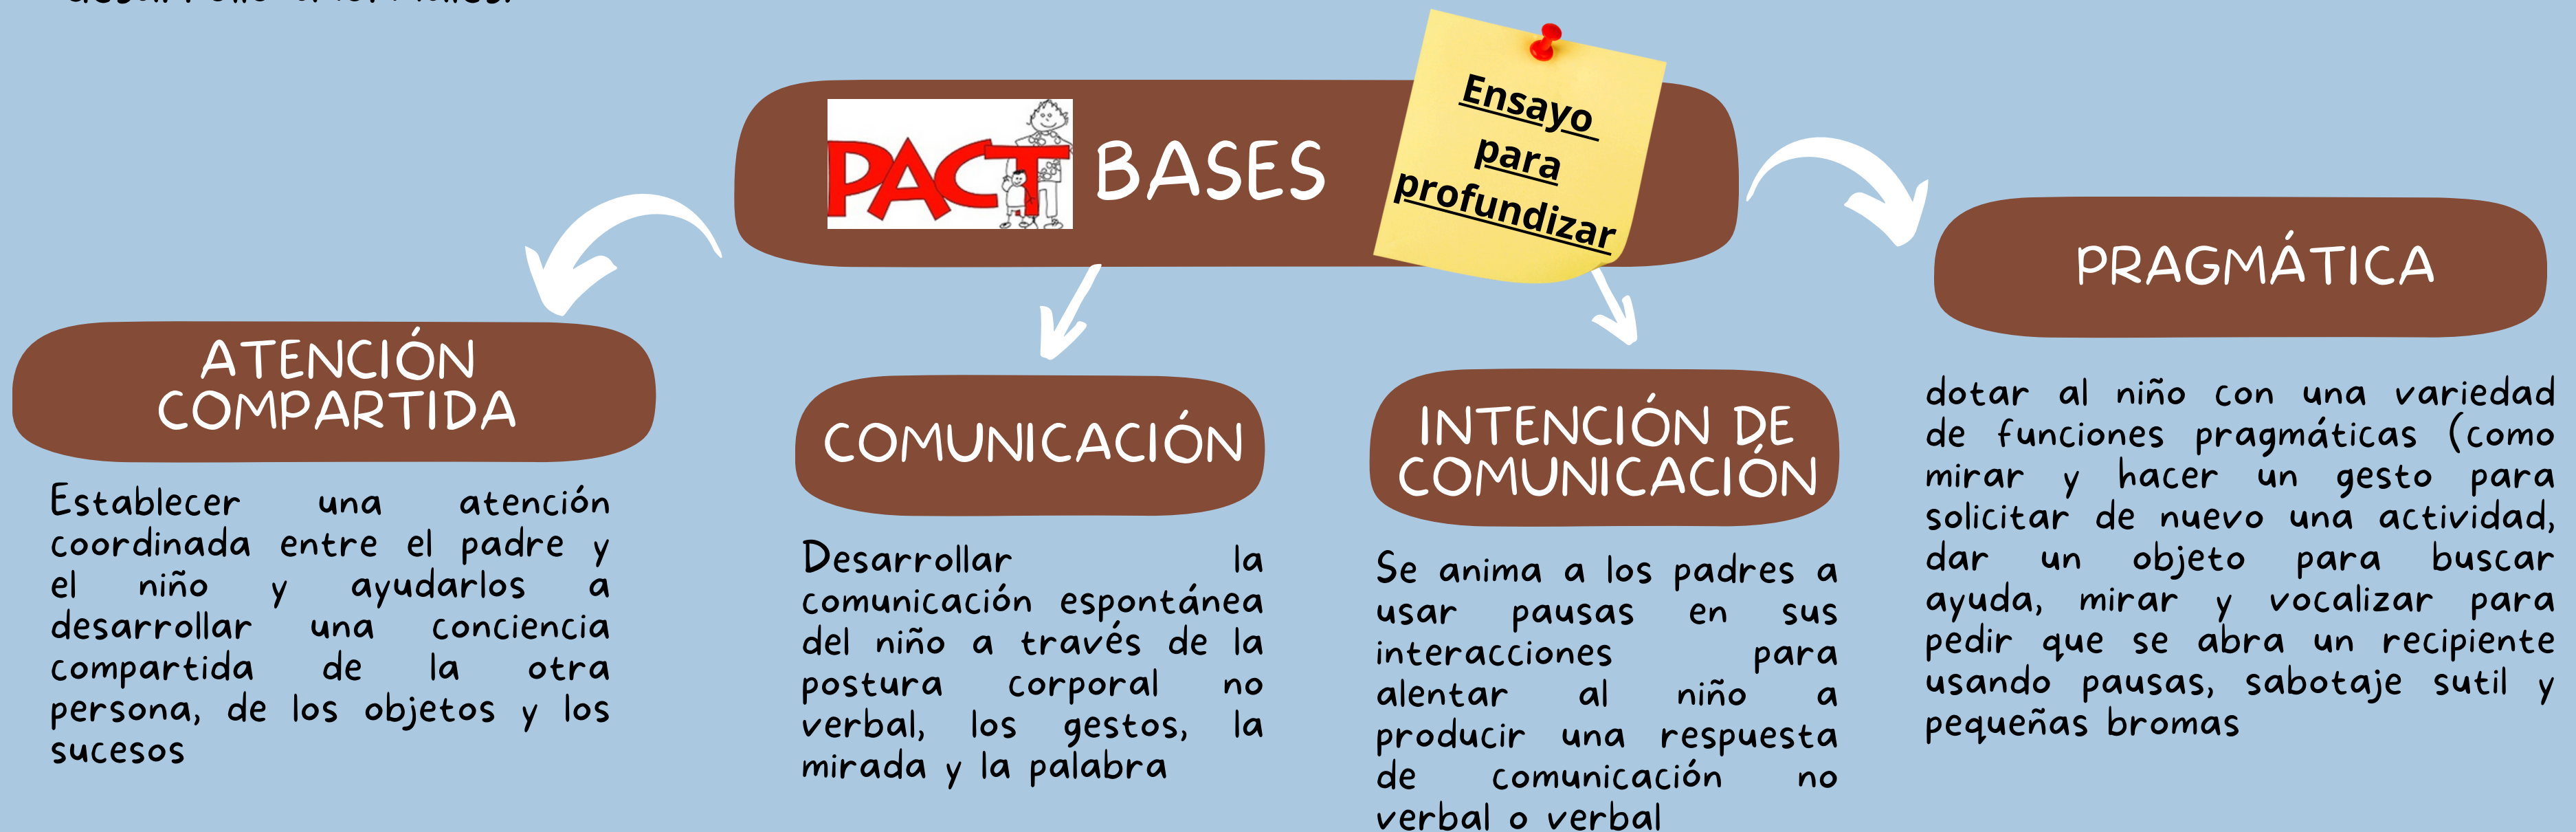 PACT BASES
Ensayo
para
profundizar
ATENCIÓN
COMPARTIDA
Establecer una atención
coordinada entre el padre y
el niño y ayudarlos a
desarrollar una conciencia
compartida de la otra
persona, de los objetos y los
sucesos
COMUNICACIÓN
Desarrollar la
comunicación espontánea
del niño a través de la
postura corporal no
verbal, los gestos, la
mirada y la palabra
INTENCIÓN DE
COMUNICACIÓN
Se anima a los padres a
usar pausas en sus
interacciones para
alentar al niño a
producir una respuesta
de comunicación no
verbal o verbal
PRAGMÁTICA
dotar al niño con una variedad
de funciones pragmáticas (como
mirar y hacer un gesto para
solicitar de nuevo una actividad,
dar un objeto para buscar
ayuda, mirar y vocalizar para
pedir que se abra un recipiente
usando pausas, sabotaje sutil y
pequeñas bromas